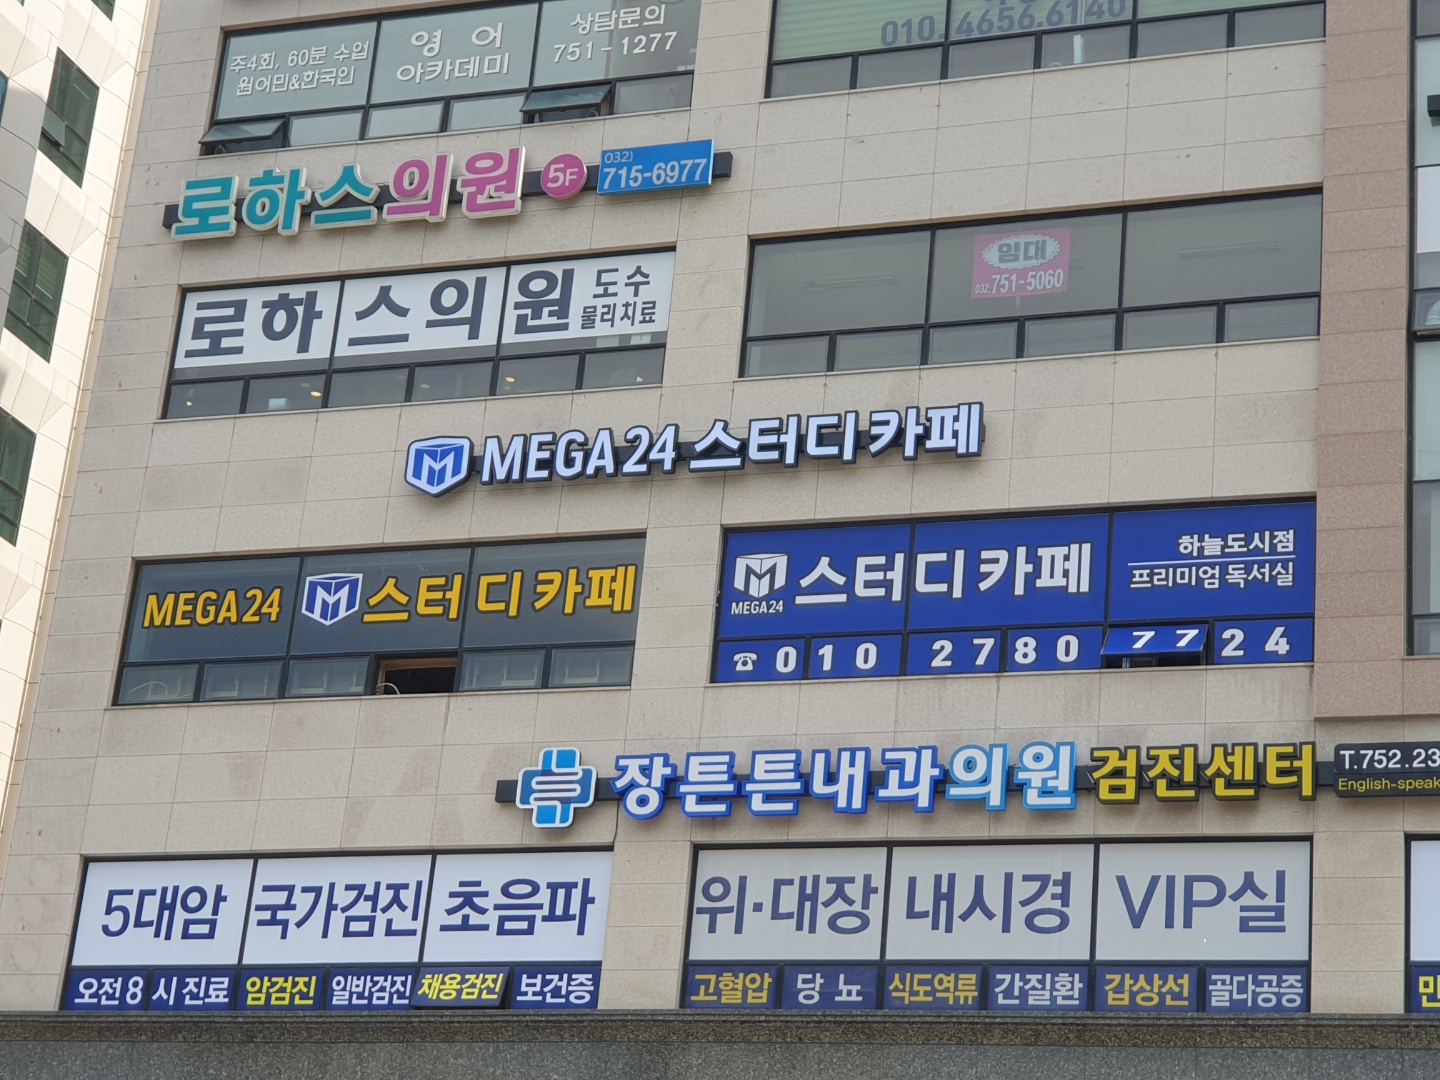 주4회, 60분 수업
원어민&한국인
영 어
아카데미
상담문의
751-1277
010.4656.6140
로하스의원 5F 032) 715-6977
로하스의원 도수
물리치료
임대
032.751-5060
MEGA24 스터디카페
MEGA24 스터디카페
MEGA24 스터디카페
하늘도시점
프리미엄 독서실
010 2780 7724
장튼튼내과의원 검진센터
T.752.23
English-speak
5대암 국가검진 초음파
오전 8시 진료 암검진 일반검진 채용검진 보건증
위·대장 내시경 VIP실
고혈압 당뇨 식도역류 간질환 갑상선 골다공증